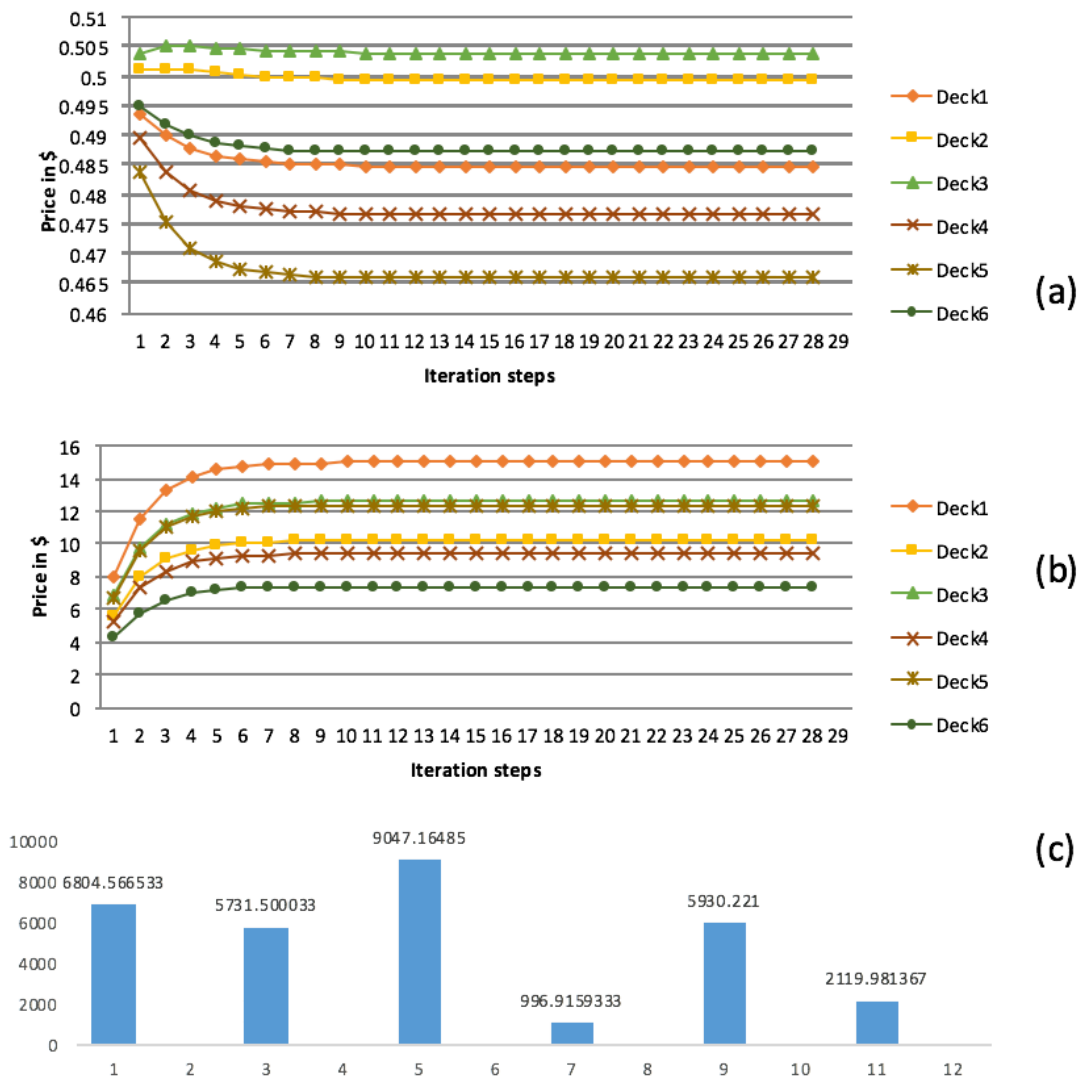 0.51
0.505
0.5
0.495
0.49
0.485
0.48
0.475
0.47
0.465
0.46
Price in $
1 2 3 4 5 6 7 8 9 10 11 12 13 14 15 16 17 18 19 20 21 22 23 24 25 26 27 28 29
Iteration steps
Deck1
Deck2
Deck3
Deck4
Deck5
Deck6
(a)
16
14
12
10
8
6
4
2
0
Price in $
1 2 3 4 5 6 7 8 9 10 11 12 13 14 15 16 17 18 19 20 21 22 23 24 25 26 27 28 29
Iteration steps
Deck1
Deck2
Deck3
Deck4
Deck5
Deck6
(b)
10000
8000
6000
4000
2000
0
6804.566533
5731.500033
9047.16485
996.9159333
5930.221
2119.981367
1 2 3 4 5 6 7 8 9 10 11 12
(c)